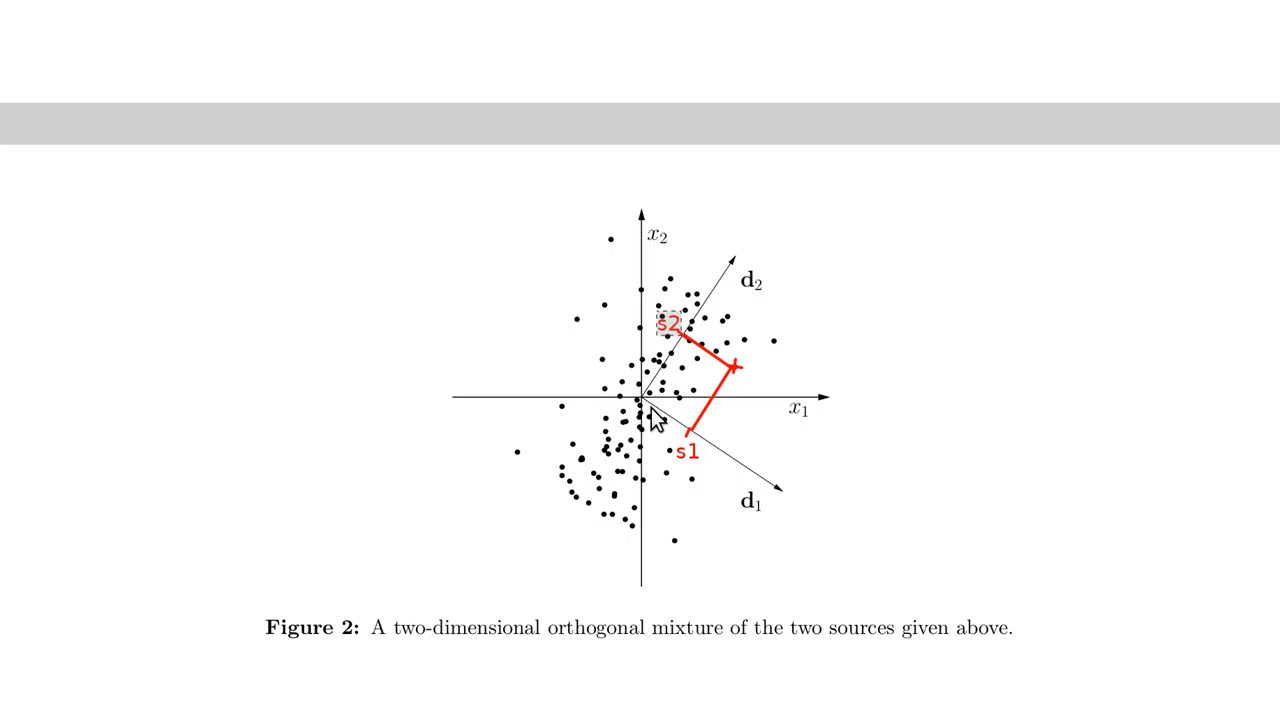 x₂
d₂
s2
x₁
s1
d₁
Figure 2: A two-dimensional orthogonal mixture of the two sources given above.